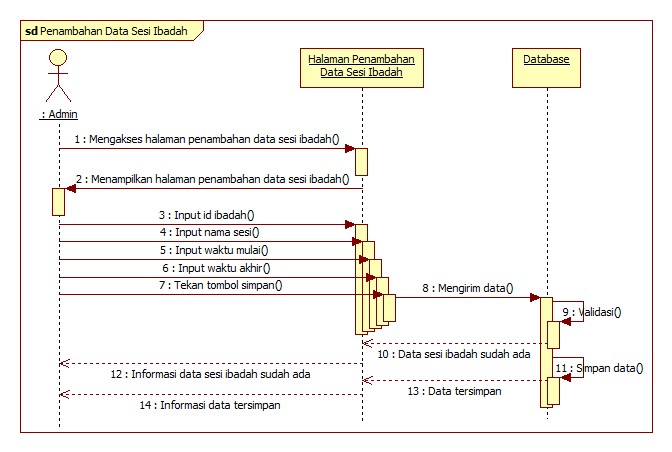 sd Penambahan Data Sesi Ibadah
Halaman Penambahan
Data Sesi Ibadah
Database
: Admin
1 : Mengakses halaman penambahan data sesi ibadah()
2 : Menampilkan halaman penambahan data sesi ibadah()
3 : Input id ibadah()
4 : Input nama sesi()
5 : Input waktu mulai()
6 : Input waktu akhir()
7 : Tekan tombol simpan()
8 : Mengirim data()
9 : Validasi()
10 : Data sesi ibadah sudah ada
12 : Informasi data sesi ibadah sudah ada
11 : Simpan data()
13 : Data tersimpan
14 : Informasi data tersimpan